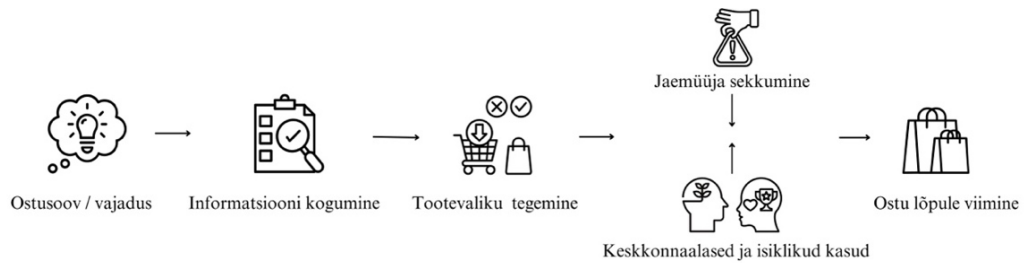 Jaemüüja sekkumine
Ostusoov / vajadus
Informatsiooni kogumine
Tootevaliku tegemine
Ostu lõpule viimine
Keskkonnaalased ja isiklikud kasud